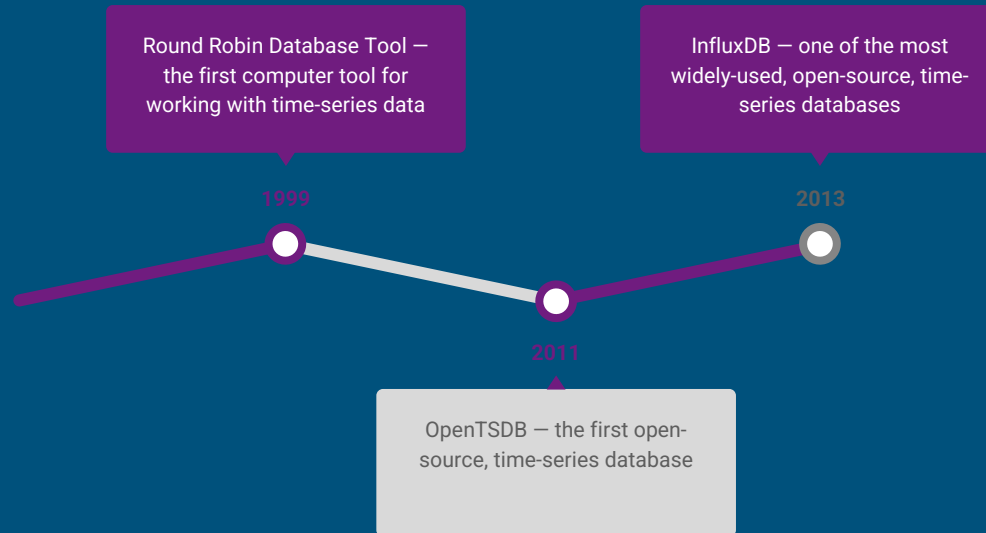 Round Robin Database Tool —
the first computer tool for
working with time-series data
1999
2011
OpenTSDB — the first open-
source, time-series database
InfluxDB — one of the most
widely-used, open-source, time-
series databases
2013